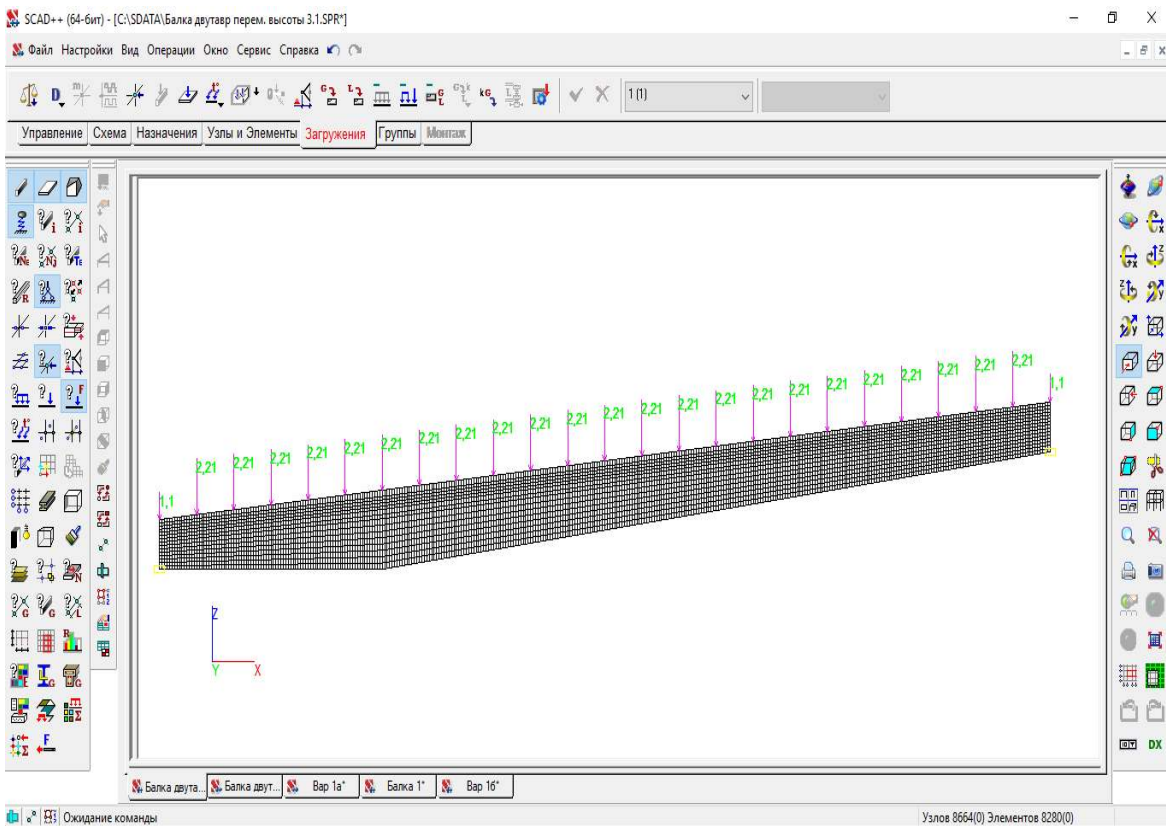 SCAD++ (64-бит) - [C:\SDATA\Балка двутавр перем. высоты 3.1.SPR*]
Файл Настройки Вид Операции Окно Сервис Справка
1 (1)
Управление Схема Назначения Узлы и Элементы Загружения Группы Монтаж
1,1 2,21 2,21 2,21 2,21 2,21 2,21 2,21 2,21 2,21 2,21 2,21 2,21 2,21 2,21 2,21 2,21 2,21 2,21 2,21 2,21 2,21 2,21 2,21 1,1
Z
Y X
Балка двута... Балка двут... Вар 1а* Балка 1* Вар 1б*
Ожидание команды Узлов 8664(0) Элементов 8280(0)
DX